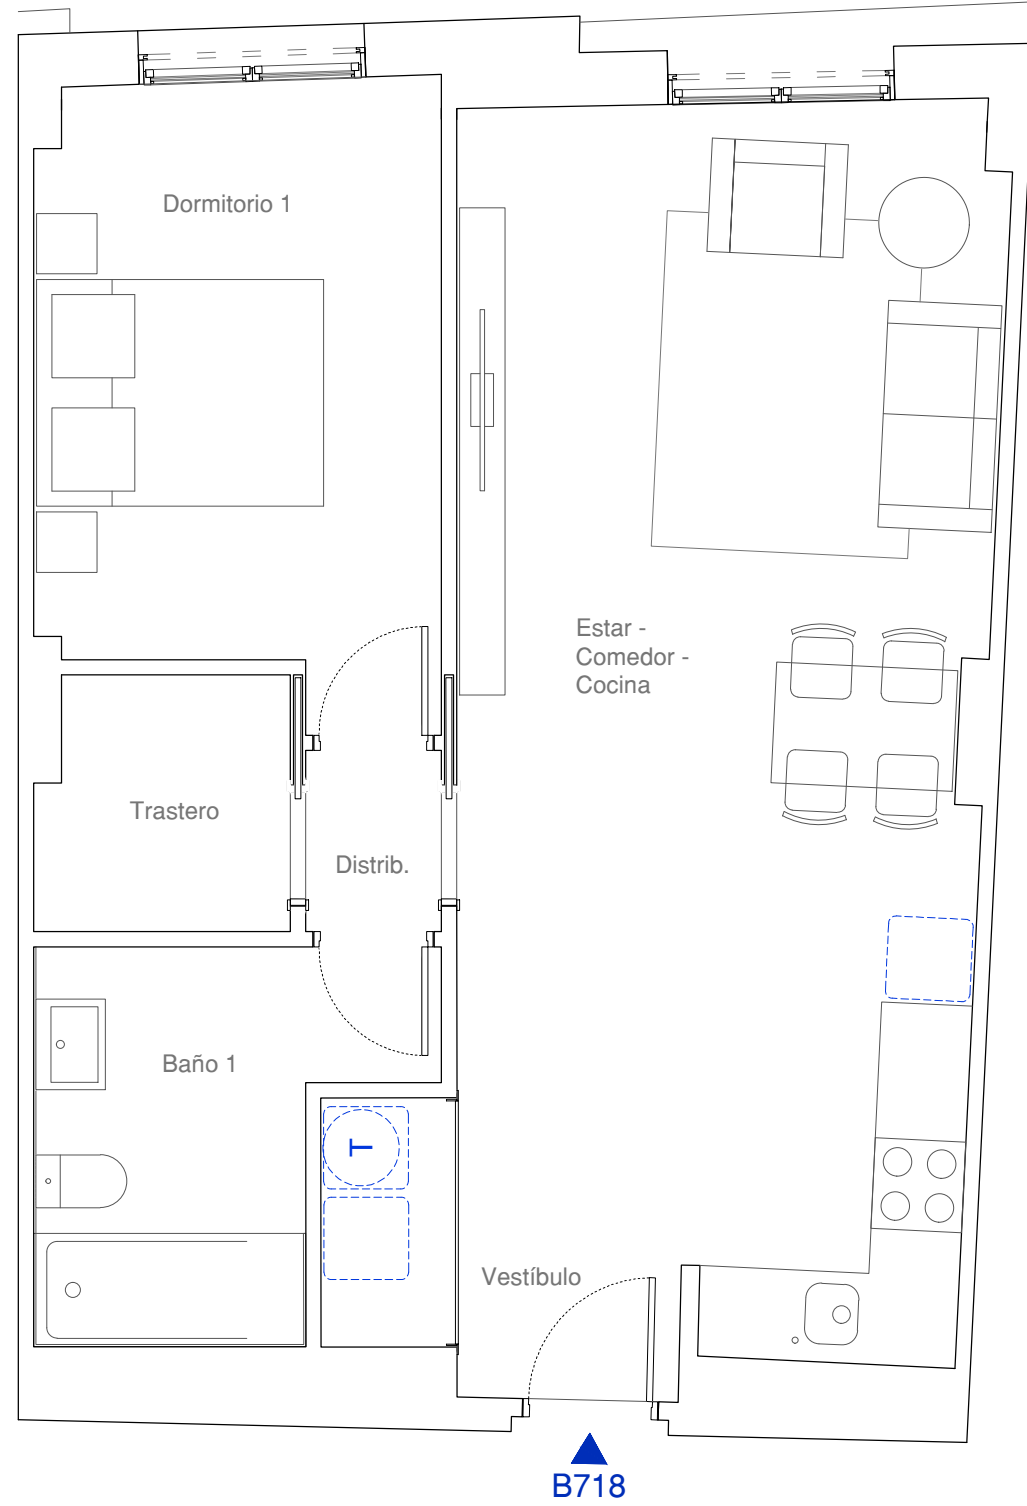 Dormitorio 1
Estar -
Comedor -
Cocina
Trastero
Distrib.
Baño 1
T
Vestíbulo
B718